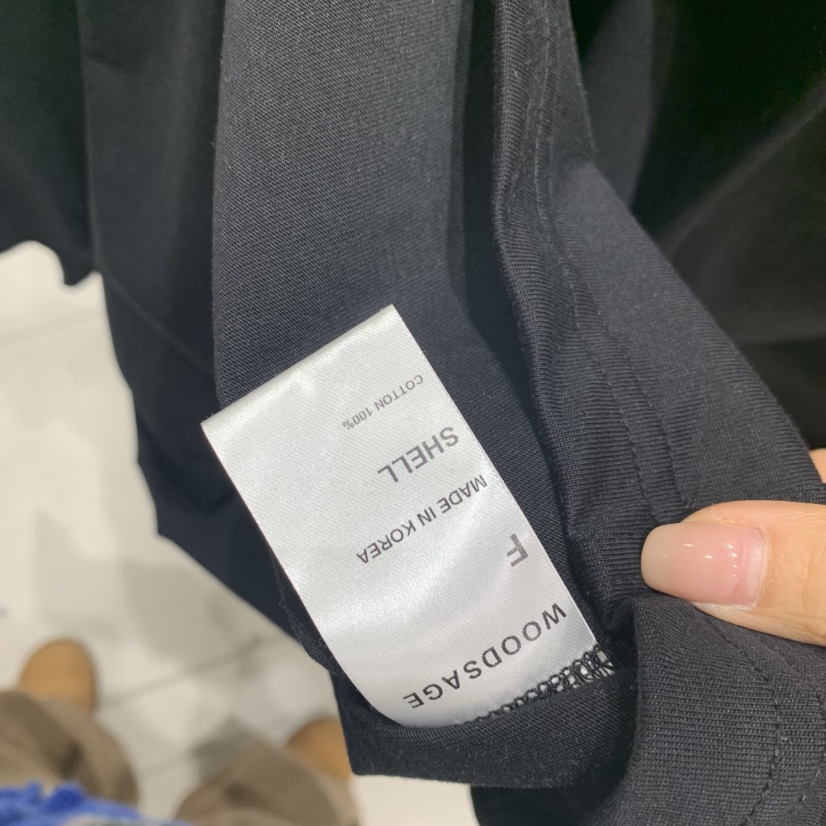 WOODSAGE
F
MADE IN KOREA
SHELL
COTTON 100%